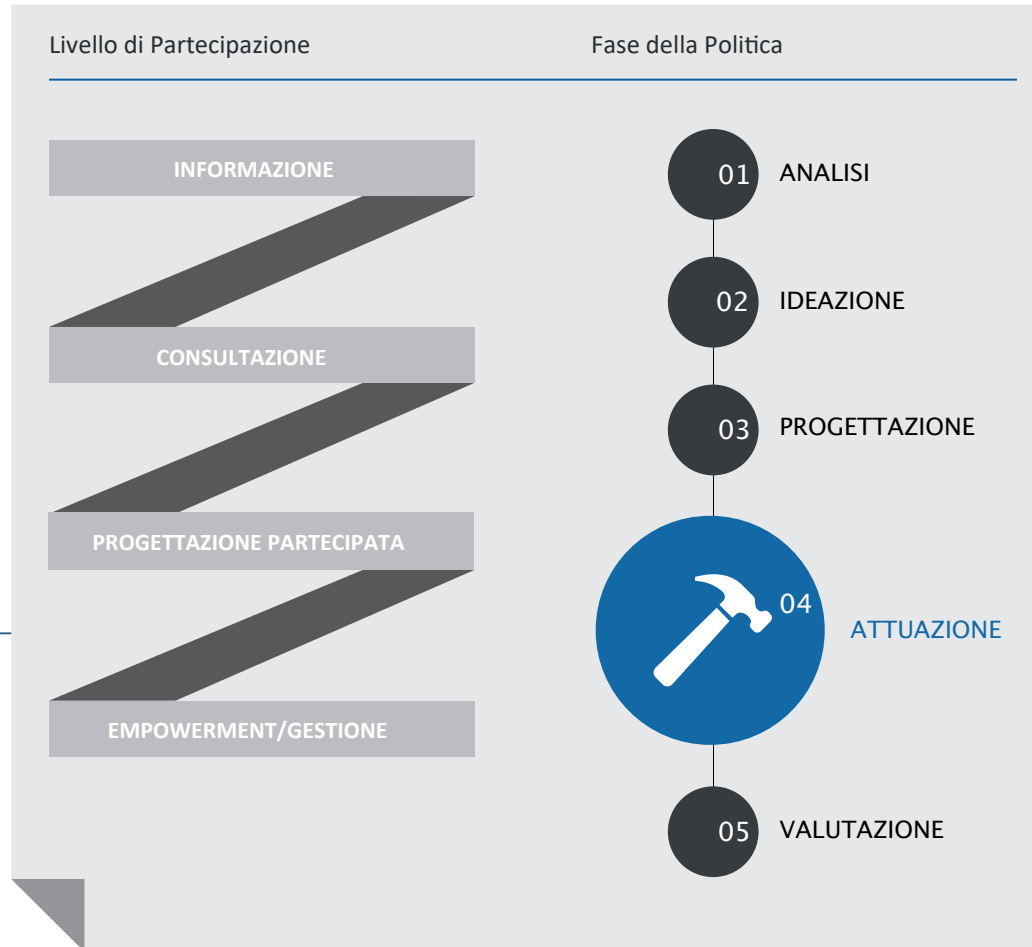 Livello di Partecipazione
Fase della Politica
INFORMAZIONE
CONSULTAZIONE
PROGETTAZIONE PARTECIPATA
EMPOWERMENT/GESTIONE
01 ANALISI
02 IDEAZIONE
03 PROGETTAZIONE
04 ATTUAZIONE
05 VALUTAZIONE